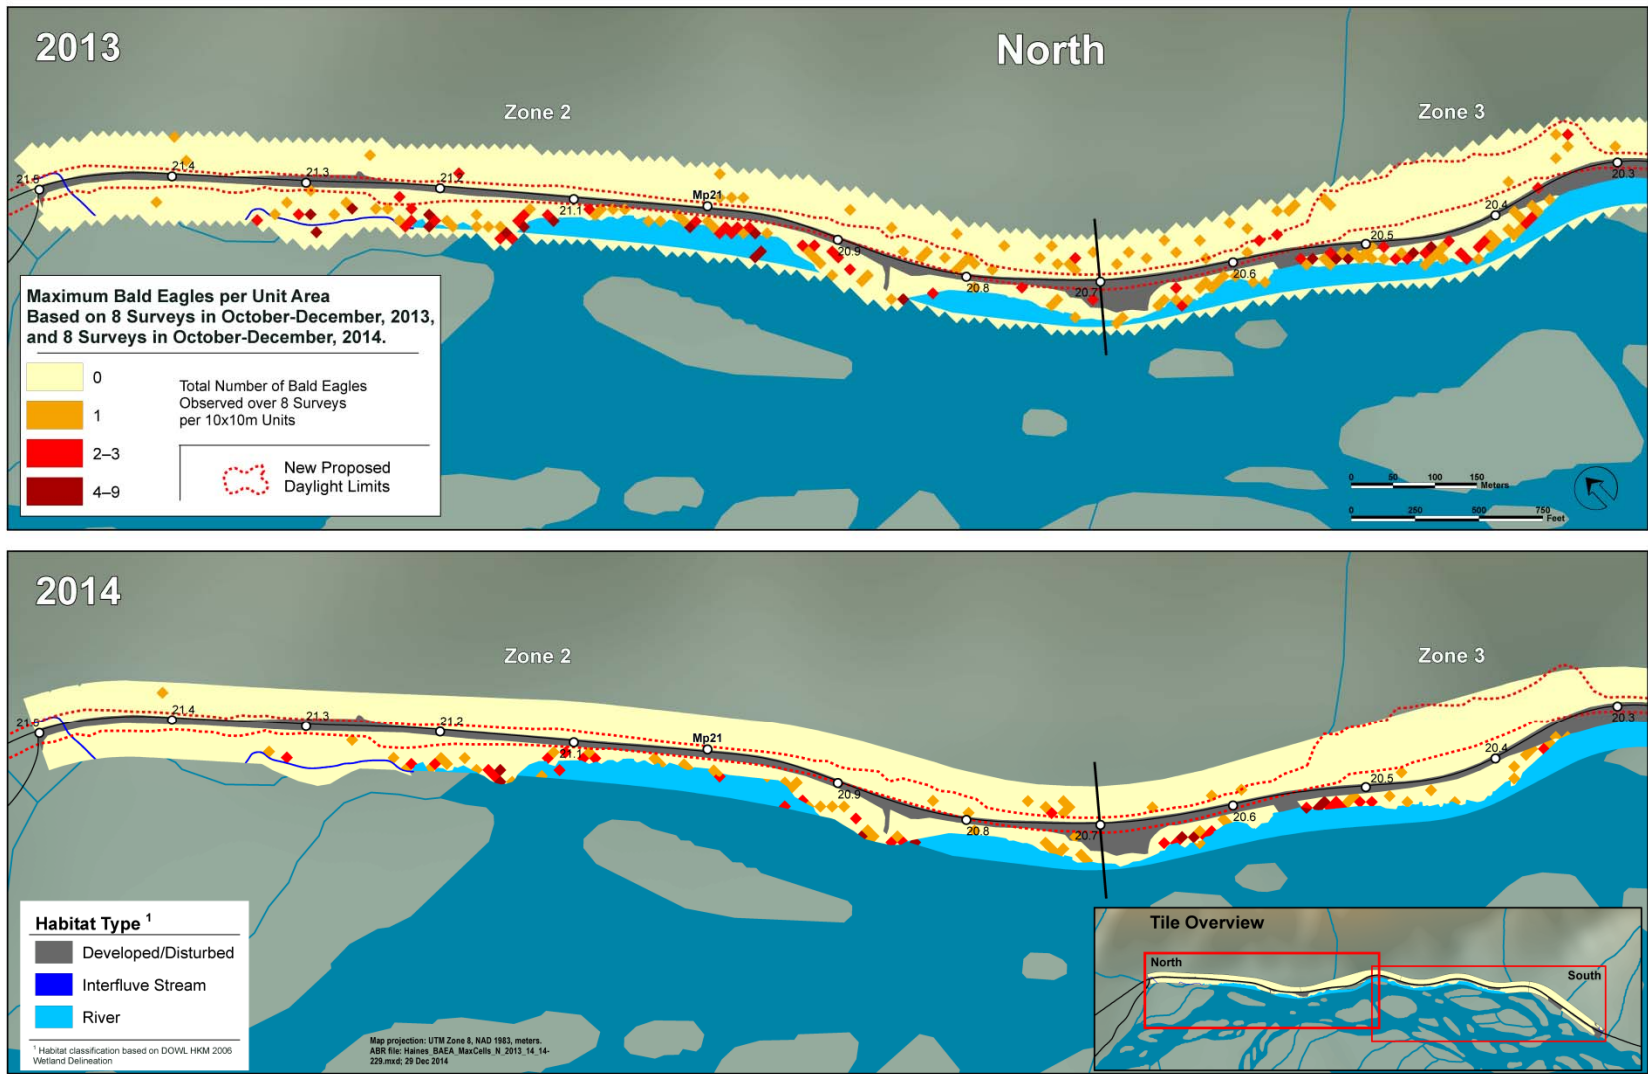 2013
North
Zone 2
Zone 3
21.5
21.4
21.3
21.2
21.1
Mp21
20.9
20.8
20.7
20.6
20.5
20.4
20.3
Maximum Bald Eagles per Unit Area
Based on 8 Surveys in October-December, 2013,
and 8 Surveys in October-December, 2014.
0
1
2–3
4–9
Total Number of Bald Eagles
Observed over 8 Surveys
per 10x10m Units
New Proposed
Daylight Limits
0 50 100 150
Meters
0 250 500 750
Feet
2014
Zone 2
Zone 3
21.5
21.4
21.3
21.2
21.1
Mp21
20.9
20.8
20.7
20.6
20.5
20.4
20.3
Habitat Type 1
Developed/Disturbed
Interfluve Stream
River
1 Habitat classification based on DOWL HKM 2006
Wetland Delineation
Map projection: UTM Zone 8, NAD 1983, meters.
ABR file: Haines_BAEA_MaxCells_N_2013_14_14-
229.mxd; 29 Dec 2014
Tile Overview
North
South